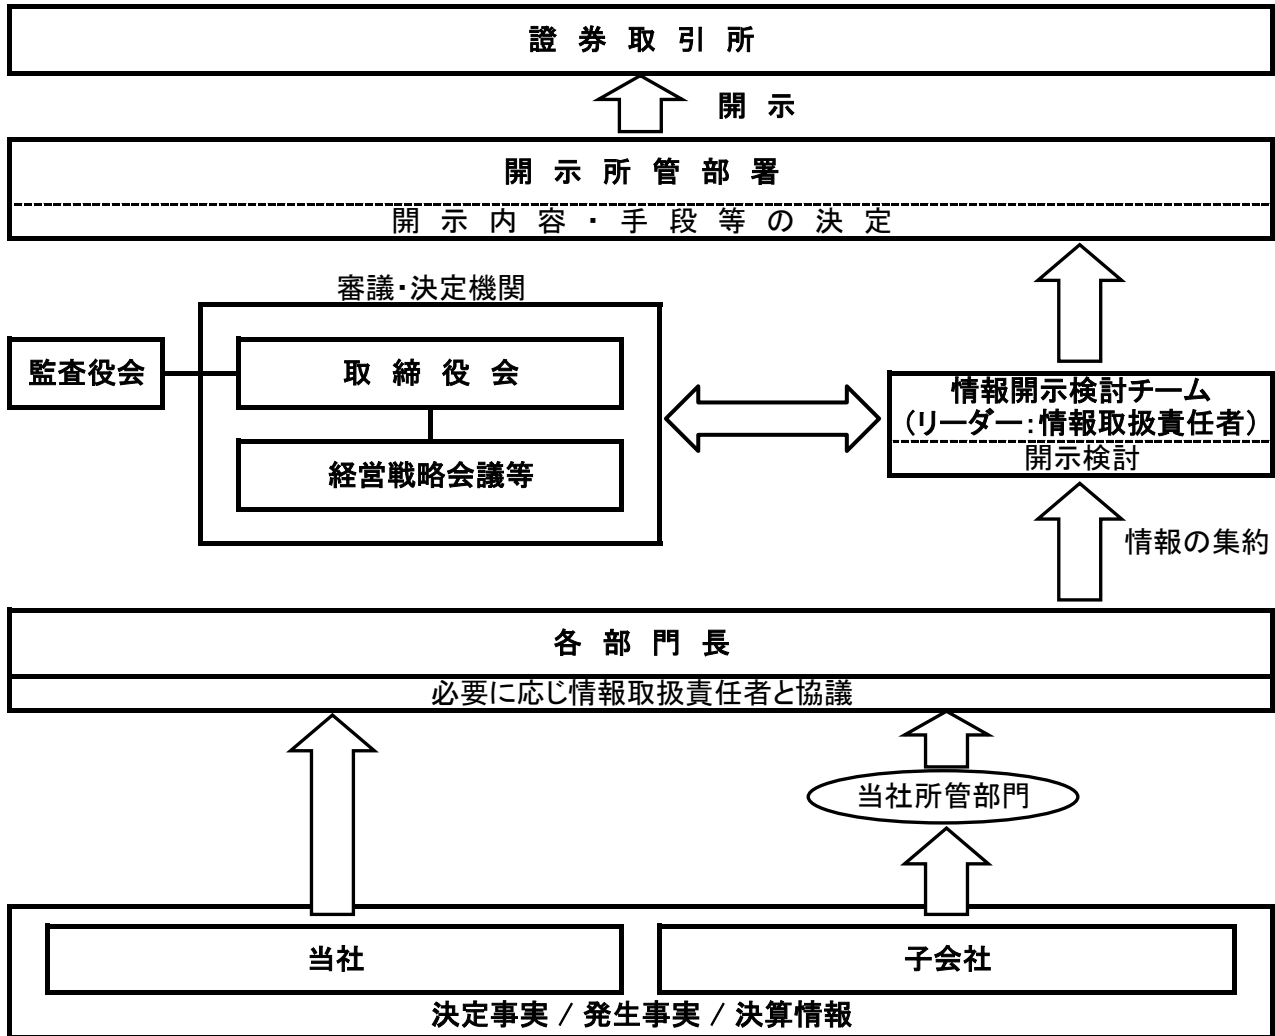 證券取引所
開示
開示所管部署
開示内容・手段等の決定
審議・決定機関
監査役会
取締役会
経営戦略会議等
情報開示検討チーム
（リーダー：情報取扱責任者）
開示検討
情報の集約
各部門長
必要に応じ情報取扱責任者と協議
当社所管部門
当社
子会社
決定事実 / 発生事実 / 決算情報